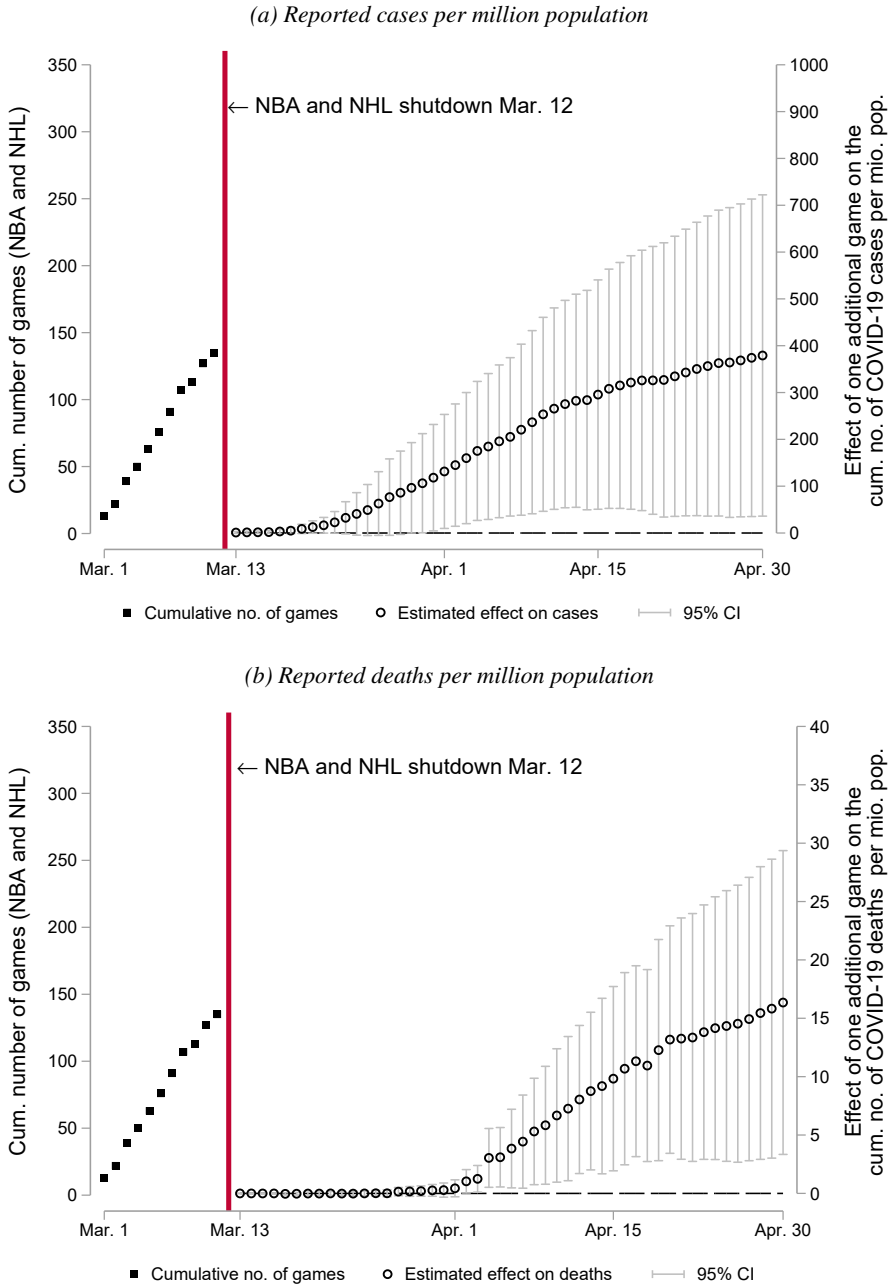 (a) Reported cases per million population
Cum. number of games (NBA and NHL)
350
300
250
200
150
100
50
0
← NBA and NHL shutdown Mar. 12
1000
900
800
700
600
500
400
300
200
100
0
Effect of one additional game on the
cum. no. of COVID-19 cases per mio. pop.
Mar. 1
Mar. 13
Apr. 1
Apr. 15
Apr. 30
Cumulative no. of games
Estimated effect on cases
95% CI
(b) Reported deaths per million population
Cum. number of games (NBA and NHL)
350
300
250
200
150
100
50
0
← NBA and NHL shutdown Mar. 12
40
35
30
25
20
15
10
5
0
Effect of one additional game on the
cum. no. of COVID-19 deaths per mio. pop.
Mar. 1
Mar. 13
Apr. 1
Apr. 15
Apr. 30
Cumulative no. of games
Estimated effect on deaths
95% CI